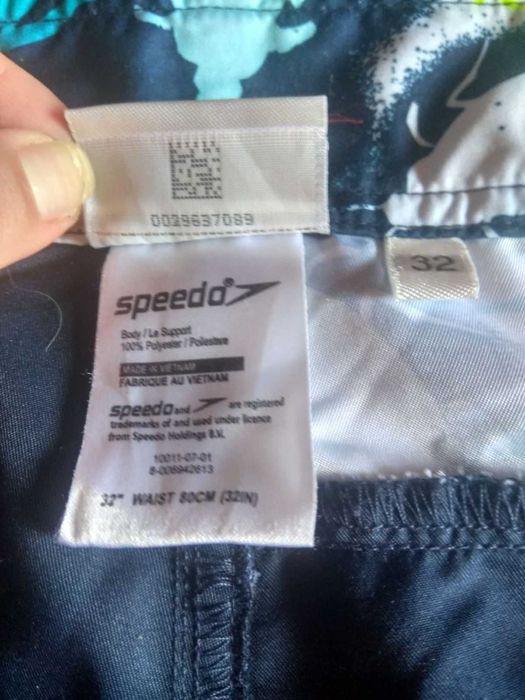 0029637089
speedo®
32
Body / Le Support
100% Polyester / Poliestere
MADE IN VIETNAM
FABRIQUE AU VIETNAM
speedo and are registered
trademarks of and used under licence
from Speedo Holdings B.V.
10011-07-01
8-006942613
32" WAIST 80CM (32IN)